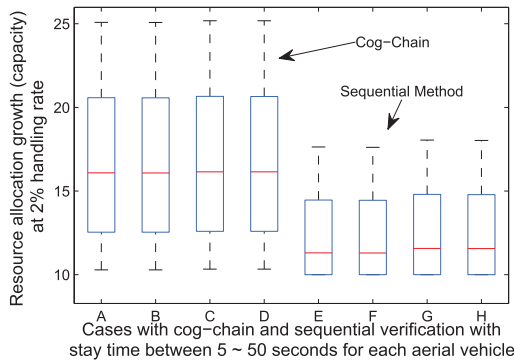 Resource allocation growth (capacity)
at 2% handling rate
25
20
15
10
Cog−Chain
Sequential Method
A B C D E F G H
Cases with cog−chain and sequential verification with
stay time between 5 ~ 50 seconds for each aerial vehicle